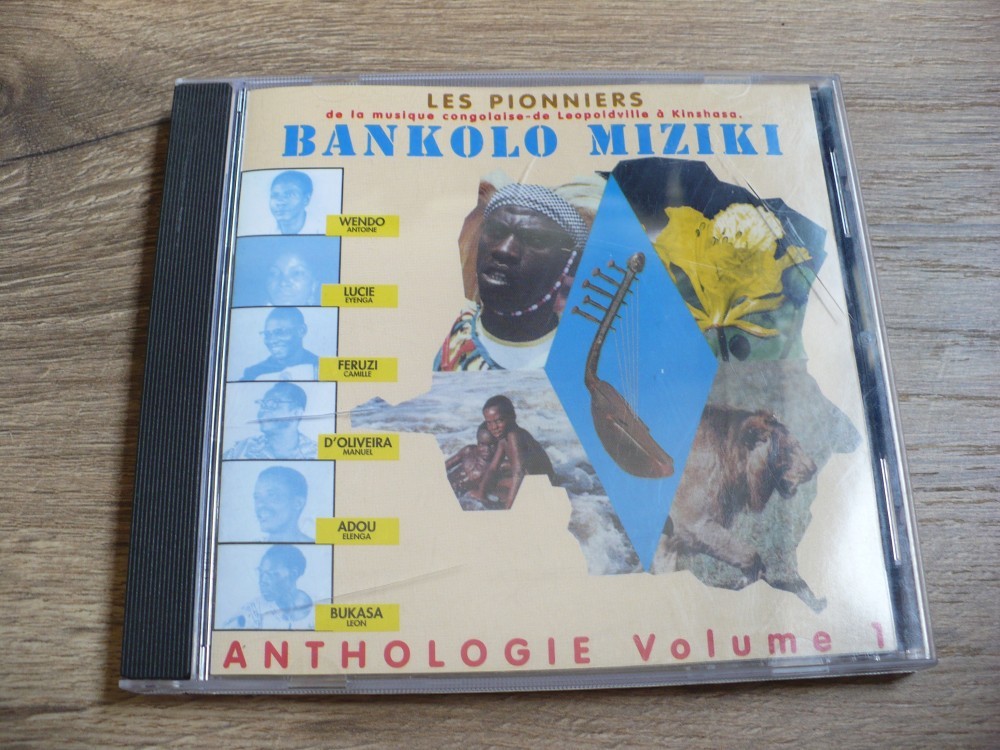 LES PIONNIERS
de la musique congolaise-de Leopoldville à Kinshasa.
BANKOLO MIZIKI
WENDO
ANTOINE
LUCIE
EYENGA
FERUZI
CAMILLE
D'OLIVEIRA
MANUEL
ADOU
ELENGA
BUKASA
LEON
ANTHOLOGIE Volume 1